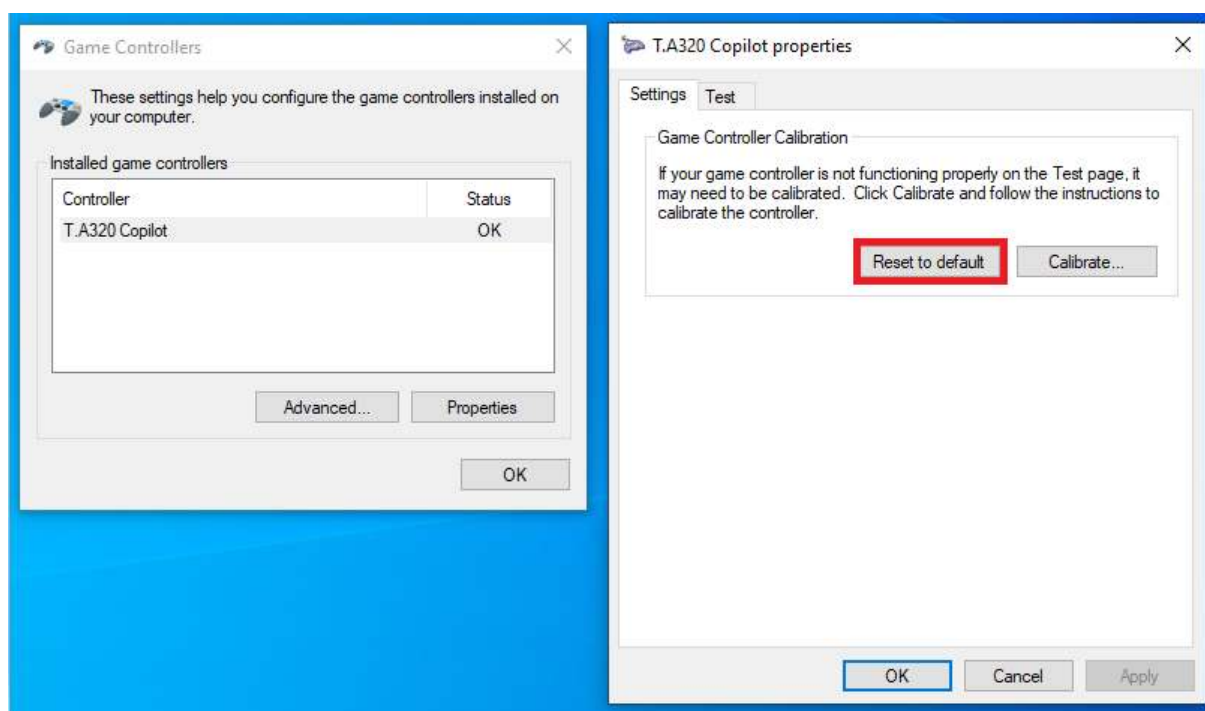 Game Controllers
These settings help you configure the game controllers installed on
your computer.
Installed game controllers
Controller Status
T.A320 Copilot OK
Advanced... Properties
OK
T.A320 Copilot properties
Settings Test
Game Controller Calibration
If your game controller is not functioning properly on the Test page, it
may need to be calibrated. Click Calibrate and follow the instructions to
calibrate the controller.
Reset to default Calibrate...
OK Cancel Apply